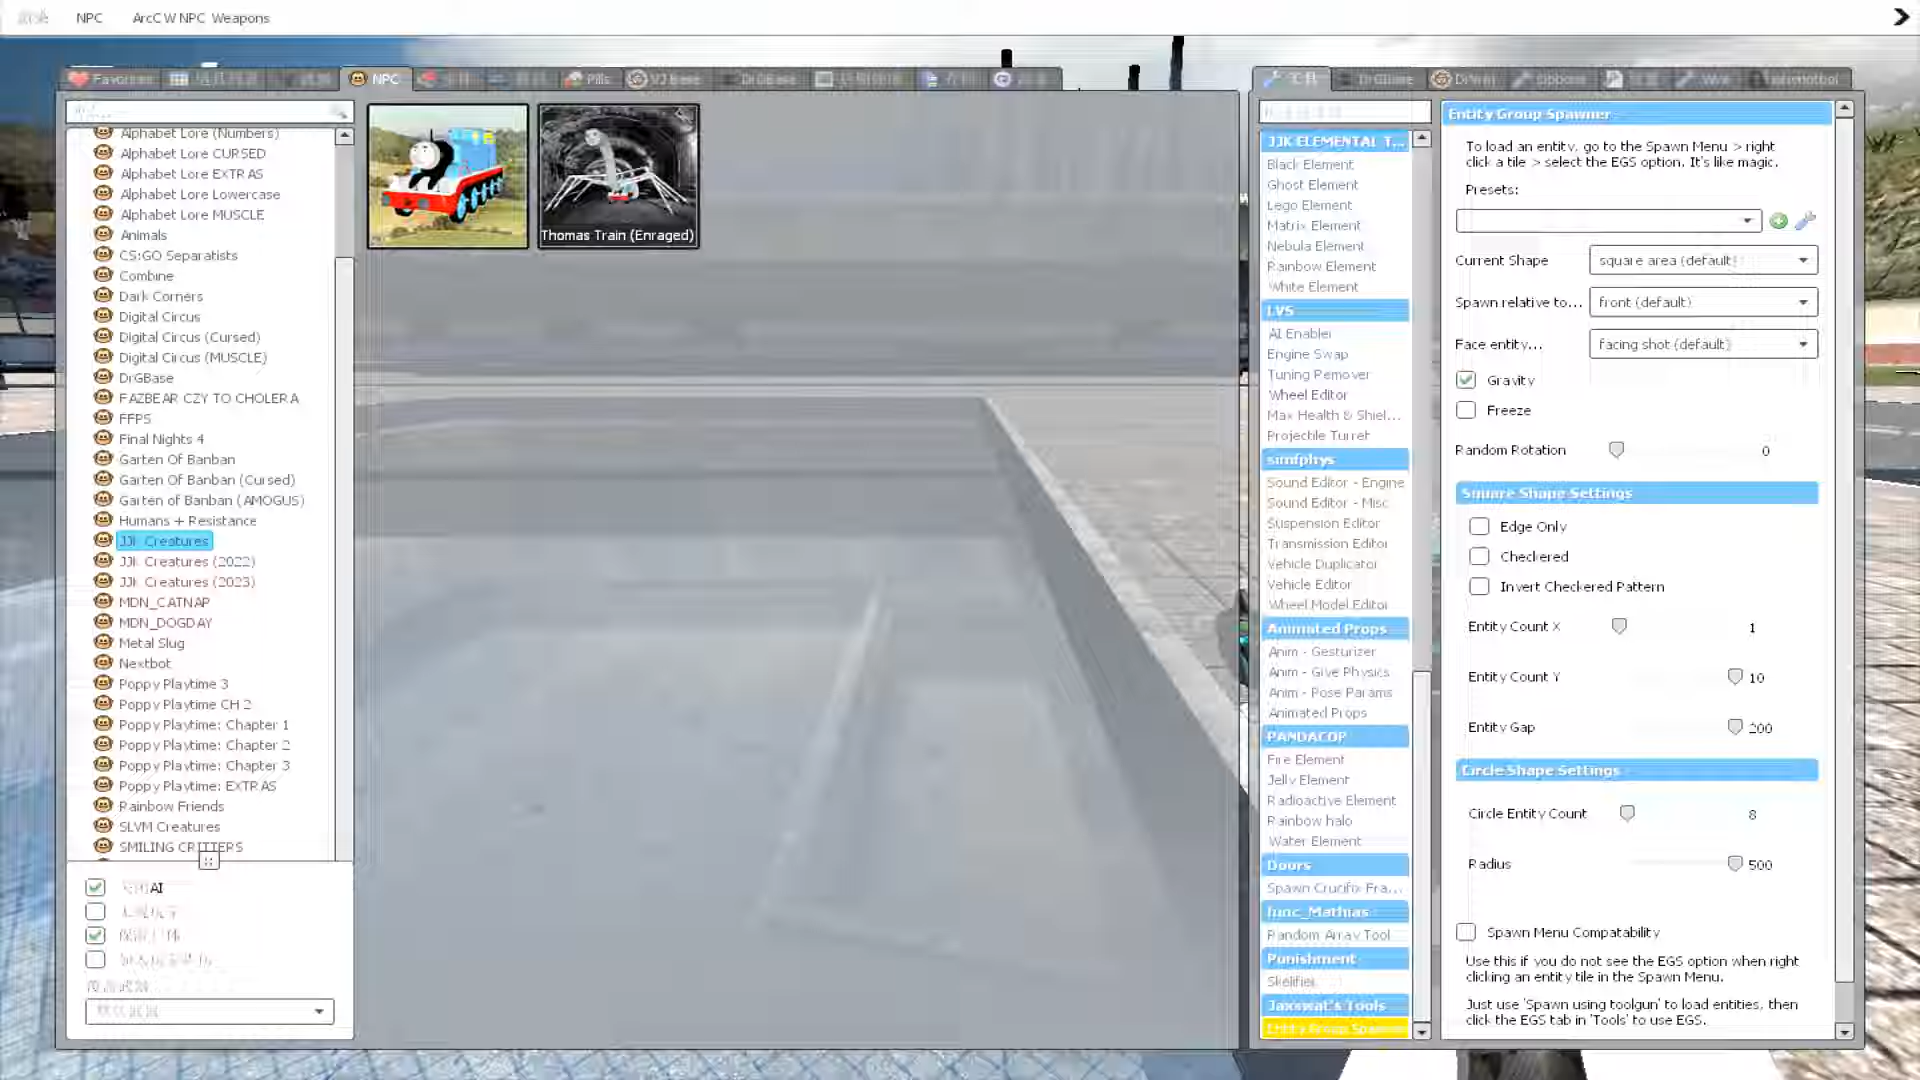 NPC
ArcCW NPC Weapons
Favorites
NPC
Pills
VJ Base
DrGBase
Alphabet Lore (Numbers)
Alphabet Lore CURSED
Alphabet Lore EXTRAS
Alphabet Lore Lowercase
Alphabet Lore MUSCLE
Animals
CS:GO Separatists
Combine
Dark Corners
Digital Circus
Digital Circus (Cursed)
Digital Circus (MUSCLE)
DrGBase
FAZBEAR CZY TO CHOLERA
FFPS
Final Nights 4
Garten Of Banban
Garten Of Banban (Cursed)
Garten of Banban (AMOGUS)
Humans + Resistance
JJK Creatures
JJK Creatures (2022)
JJK Creatures (2023)
MDN_CATNAP
MDN_DOGDAY
Metal Slug
Nextbot
Poppy Playtime 3
Poppy Playtime CH 2
Poppy Playtime: Chapter 1
Poppy Playtime: Chapter 2
Poppy Playtime: Chapter 3
Poppy Playtime: EXTRAS
Rainbow Friends
SLVM Creatures
SMILING CRITTERS
AI
Thomas Train (Enraged)
DrGBase
JJK ELEMENTAL T...
Black Element
Ghost Element
Lego Element
Matrix Element
Nebula Element
Rainbow Element
White Element
LVS
AI Enabler
Engine Swap
Tuning Remover
Wheel Editor
Max Health & Shiel...
Projectile Turret
simfphys
Sound Editor - Engine
Sound Editor - Misc
Suspension Editor
Transmission Editor
Vehicle Duplicator
Vehicle Editor
Wheel Model Editor
Animated Props
Anim - Gesturizer
Anim - Give Physics
Anim - Pose Params
Animated Props
PANDACOP
Fire Element
Jelly Element
Radioactive Element
Rainbow halo
Water Element
Doors
Spawn Crucifix Fra...
func_Mathias
Random Array Tool
Punishment
Skelifier
Jaxwat's Tools
Entity Group Spawner
Entity Group Spawner
To load an entity, go to the Spawn Menu > right
click a tile > select the EGS option. It's like magic.
Presets:
Current Shape
square area (default)
Spawn relative to...
front (default)
Face entity...
facing shot (default)
Gravity
Freeze
Random Rotation 0
Square Shape Settings
Edge Only
Checkered
Invert Checkered Pattern
Entity Count X 1
Entity Count Y 10
Entity Gap 200
Circle Shape Settings
Circle Entity Count 8
Radius 500
Spawn Menu Compatability
Use this if you do not see the EGS option when right
clicking an entity tile in the Spawn Menu.
Just use 'Spawn using toolgun' to load entities, then
click the EGS tab in 'Tools' to use EGS.